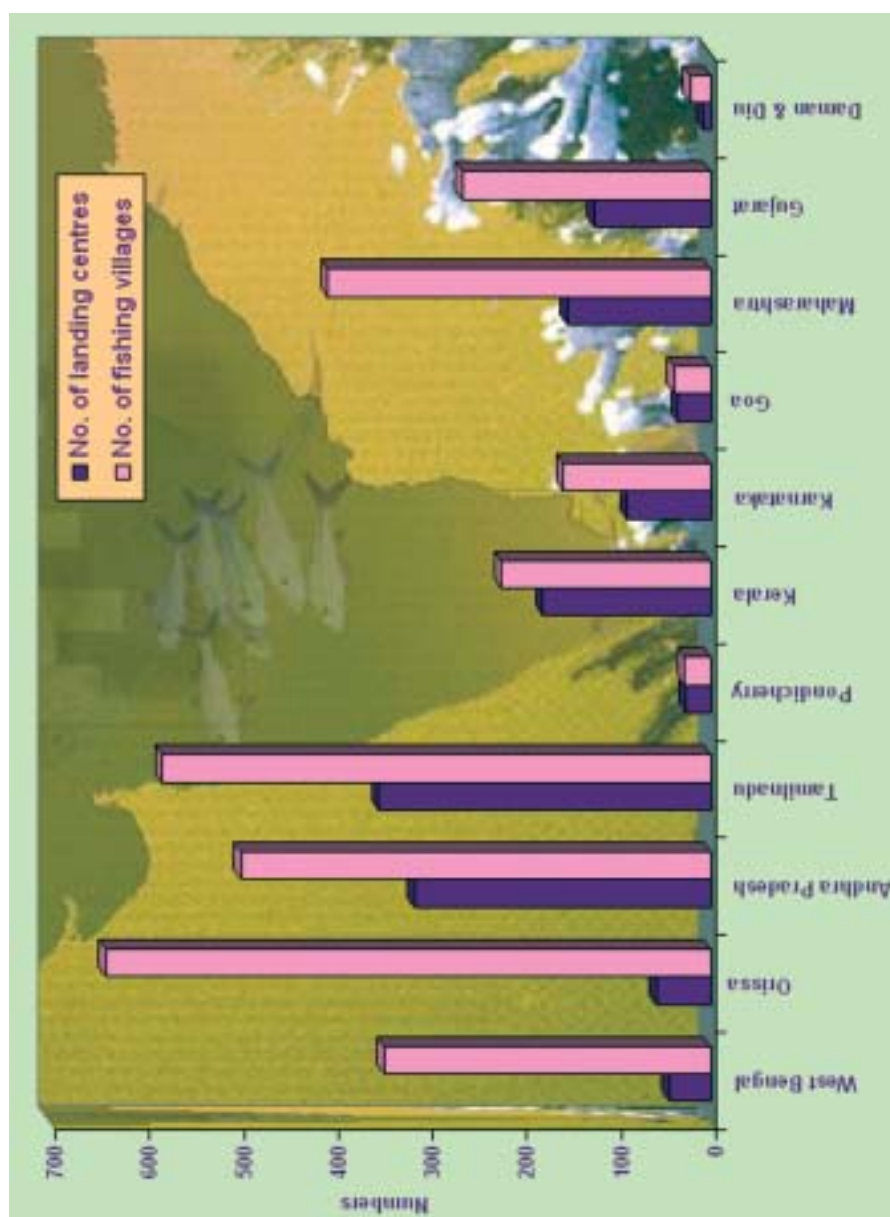 No. of landing centres
No. of fishing villages
Numbers
700
600
500
400
300
200
100
0
West Bengal
Orissa
Andhra Pradesh
Tamilnadu
Pondicherry
Kerala
Karnataka
Goa
Maharashtra
Gujarat
Daman & Diu